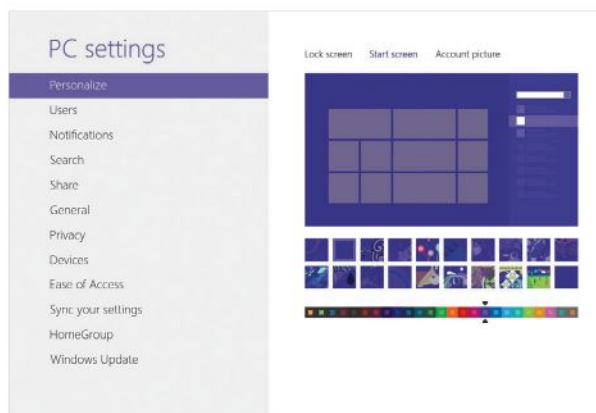 PC settings
Lock screen Start screen Account picture
Personalize
Users
Notifications
Search
Share
General
Privacy
Devices
Ease of Access
Sync your settings
HomeGroup
Windows Update